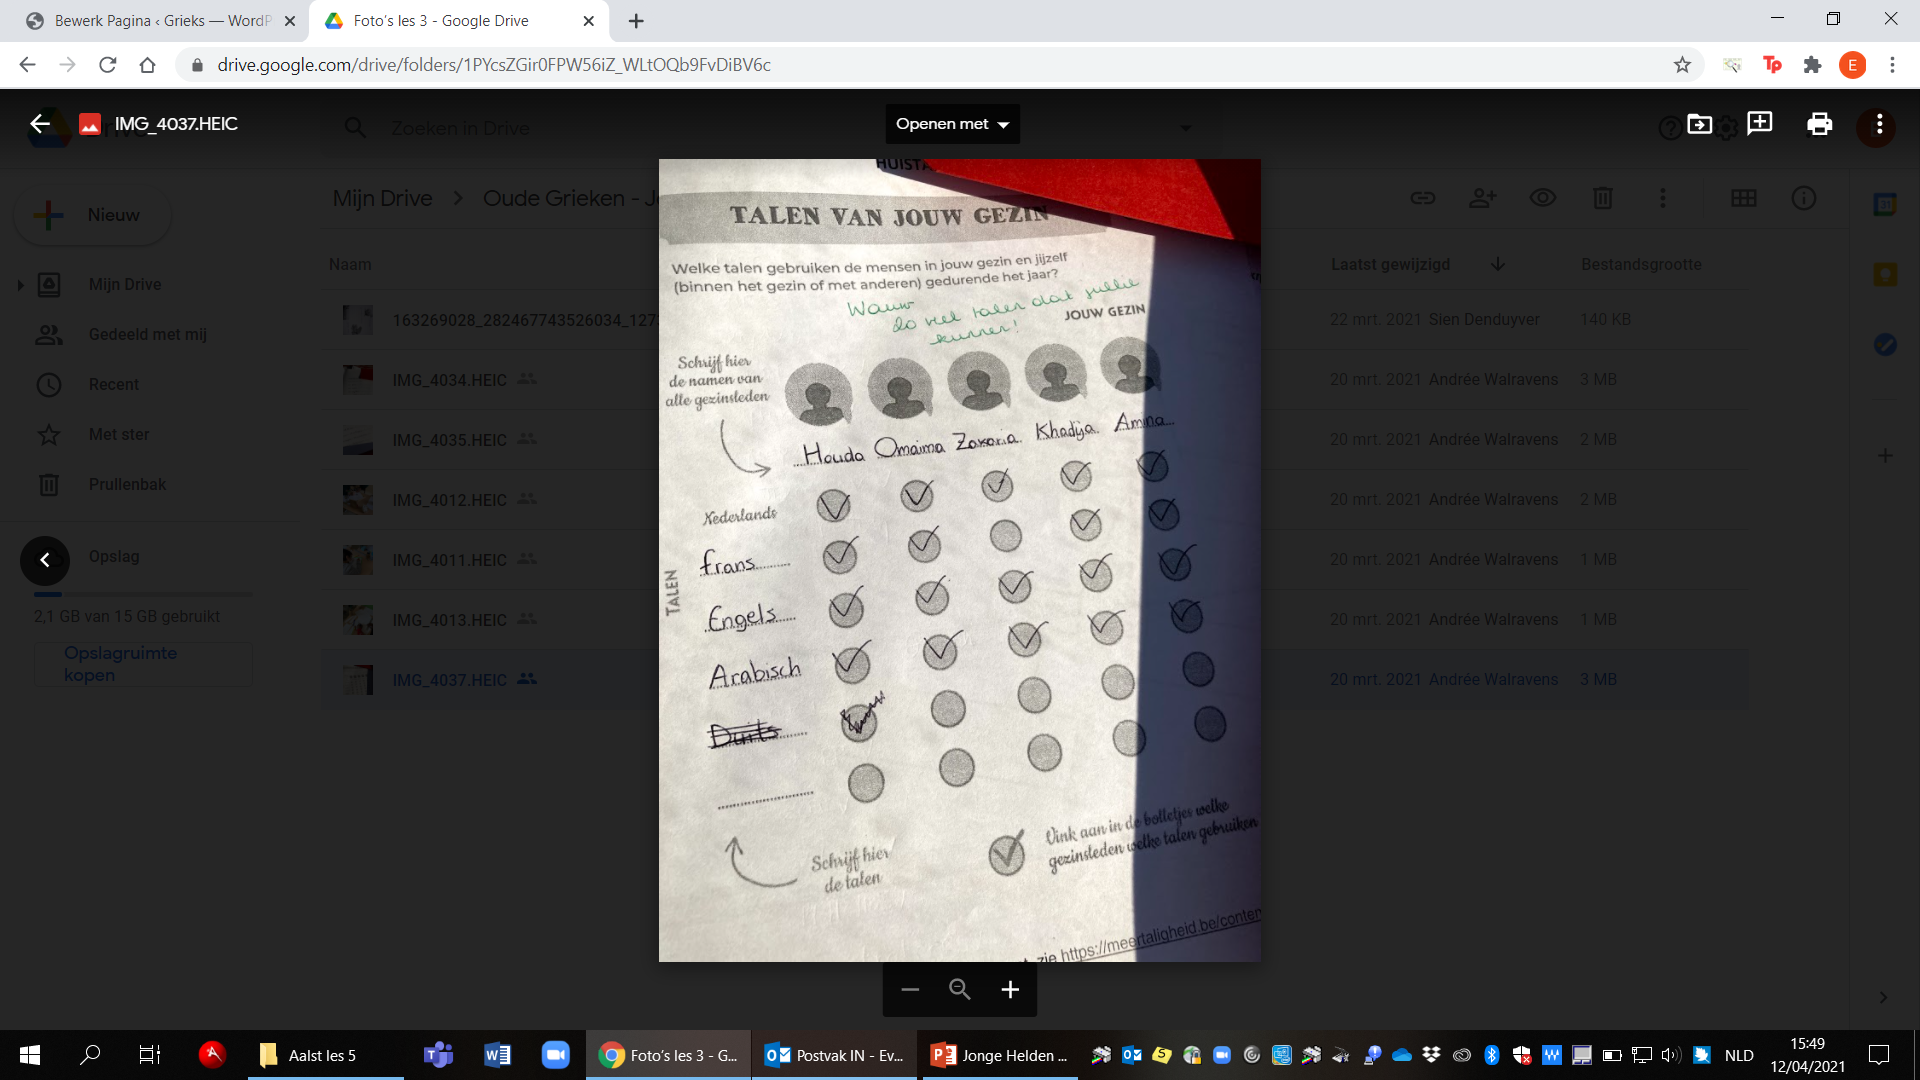 Bewerk Pagina ‹ Grieks — WordP
Foto's les 3 - Google Drive
drive.google.com/drive/folders/1PYcsZGir0FPW56iZ_WLtOQb9FvDiBV6c
E
IMG_4037.HEIC
Zoeken in Drive
Openen met
Nieuw
Mijn Drive
Oude Grieken - J
Naam
Laatst gewijzigd
Bestandsgrootte
Mijn Drive
Gedeeld met mij
Recent
Met ster
Prullenbak
Opslag
2,1 GB van 15 GB gebruikt
Opslagruimte
kopen
163269028_282467743526034_127
22 mrt. 2021 Sien Denduyver
140 KB
IMG_4034.HEIC
20 mrt. 2021 Andrée Walravens
3 MB
IMG_4035.HEIC
20 mrt. 2021 Andrée Walravens
2 MB
IMG_4012.HEIC
20 mrt. 2021 Andrée Walravens
2 MB
IMG_4011.HEIC
20 mrt. 2021 Andrée Walravens
1 MB
IMG_4013.HEIC
20 mrt. 2021 Andrée Walravens
1 MB
IMG_4037.HEIC
20 mrt. 2021 Andrée Walravens
3 MB
HUISTA
TALEN VAN JOUW GEZIN
Welke talen gebruiken de mensen in jouw gezin en jijzelf
(binnen het gezin of met anderen) gedurende het jaar?
Wauw
zo veel talen dat jullie
kunnen!
JOUW GEZIN
Schrijf hier
de namen van
alle gezinsleden
Houda Omaima Zakaria Khadija Amina
TALEN
Nederlands
frans
Engels
Arabisch
Duits
Schrijf hier
de talen
Vink aan in de bolletjes welke
gezinsleden welke talen gebruiken
zie https://meertaligheid.be/conten
Aalst les 5
Foto's les 3 - G...
Postvak IN - Ev...
Jonge Helden ...
NLD
15:49
12/04/2021